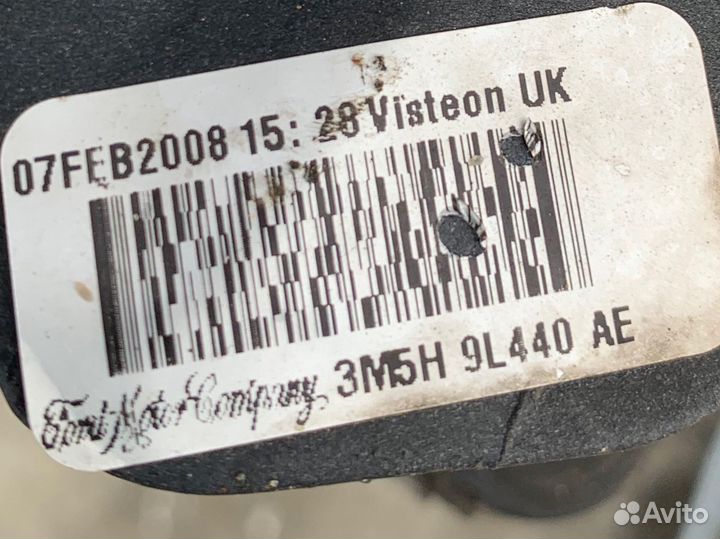 07FEB2008 15: 28 Visteon UK
Ford Motor Company 3M5H 9L440 AE
Avito